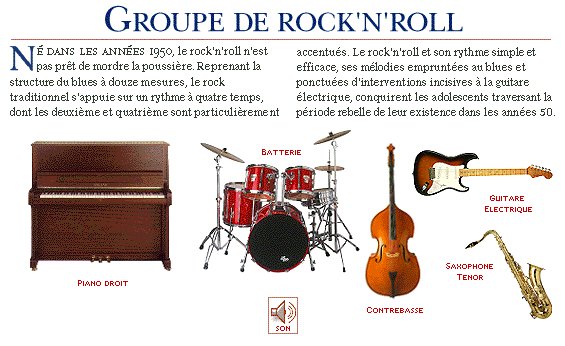 GROUPE DE ROCK'N'ROLL
NÉ DANS LES ANNÉES 1950, le rock'n'roll n'est
pas prêt de mordre la poussière. Reprenant la
structure du blues à douze mesures, le rock
traditionnel s'appuie sur un rythme à quatre temps,
dont les deuxième et quatrième sont particulièrement
accentués. Le rock'n'roll et son rythme simple et
efficace, ses mélodies empruntées au blues et
ponctuées d'interventions incisives à la guitare
électrique, conquirent les adolescents traversant la
période rebelle de leur existence dans les années 50.
BATTERIE
GUITARE
ELECTRIQUE
SAXOPHONE
TENOR
PIANO DROIT
CONTREBASSE
SON